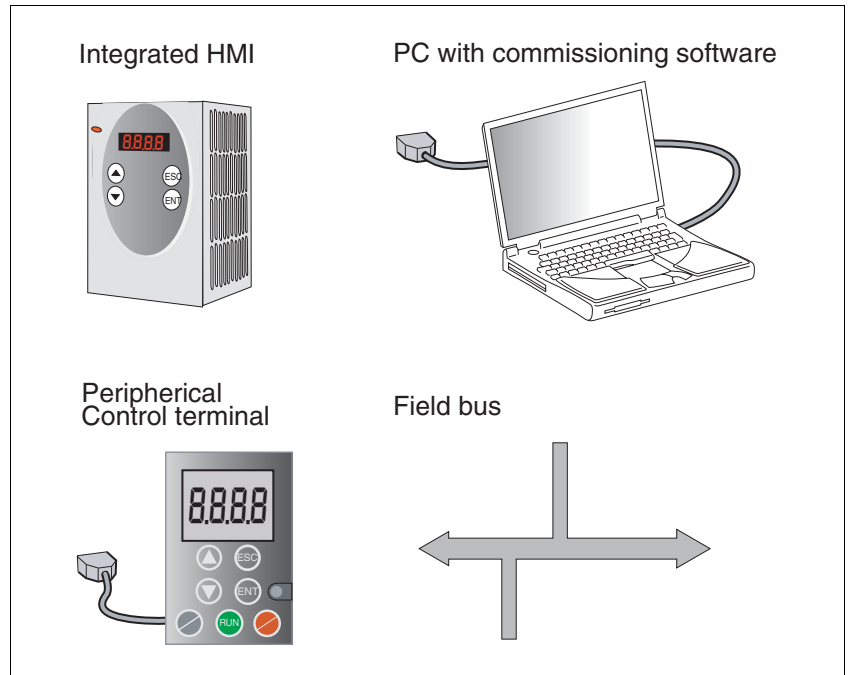 Integrated HMI
PC with commissioning software
8.8.8.8
ESC
ENT
Peripherical
Control terminal
Field bus
8.8.8.8
ESC
ENT
RUN